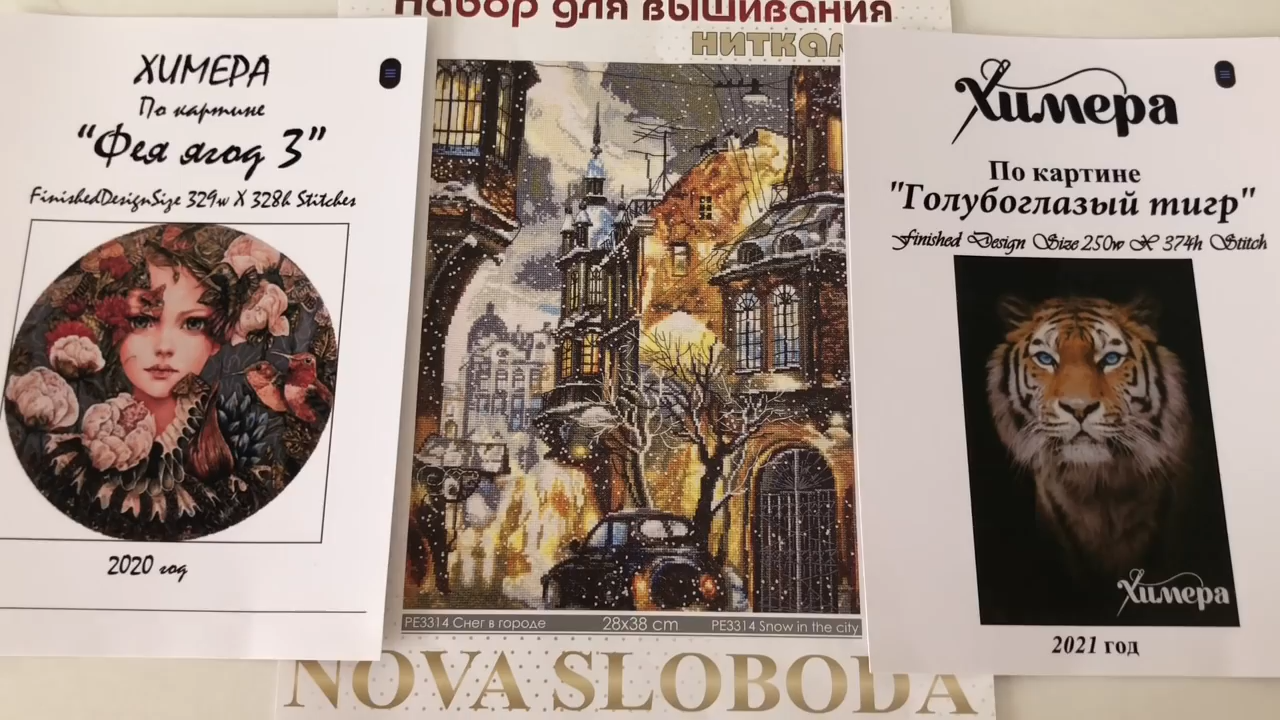 ХИМЕРА
По картине
“Фея ягод 3”
FinishedDesignSize 329w X 328h Stitches
2020 год
Набор для вышивания
ниткам
PE3314 Снег в городе 28x38 cm PE3314 Snow in the city
NOVA SLOBODA
Химера
По картине
"Голубоглазый тигр"
Finished Design Size 250w X 374h Stitch
Химера
2021 год